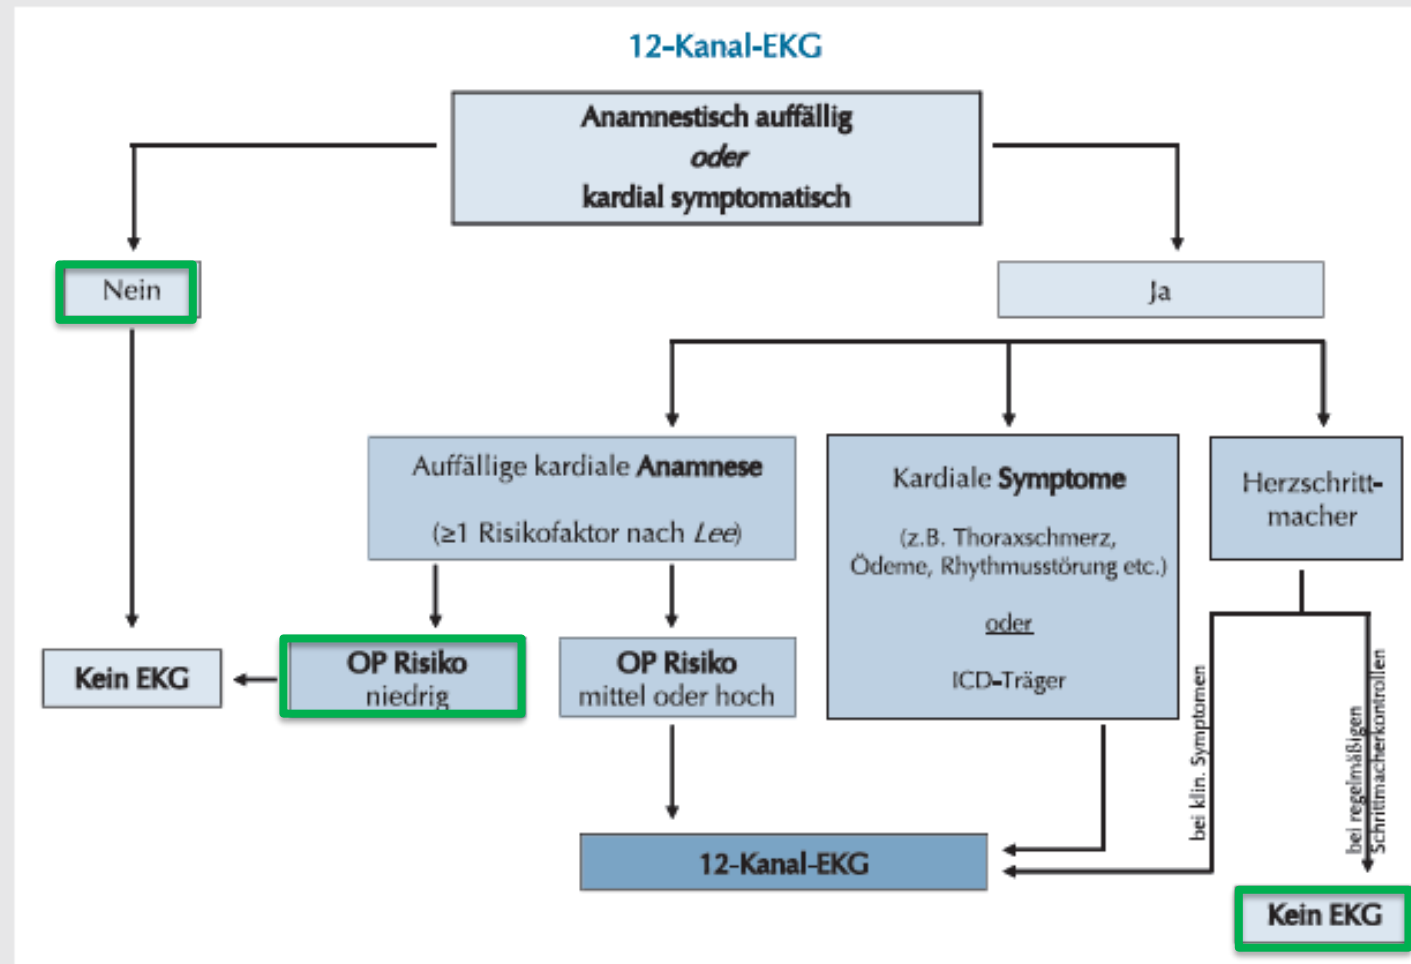 12-Kanal-EKG
Anamnestisch auffällig
oder
kardial symptomatisch
Nein
Ja
Auffällige kardiale Anamnese
(≥1 Risikofaktor nach Lee)
Kardiale Symptome
(z.B. Thoraxschmerz,
Ödeme, Rhythmusstörung etc.)
oder
ICD-Träger
Herzschritt-
macher
Kein EKG
OP Risiko
niedrig
OP Risiko
mittel oder hoch
bei klin. Symptomen
bei regelmäßigen
Schrittmacherkontrollen
12-Kanal-EKG
Kein EKG